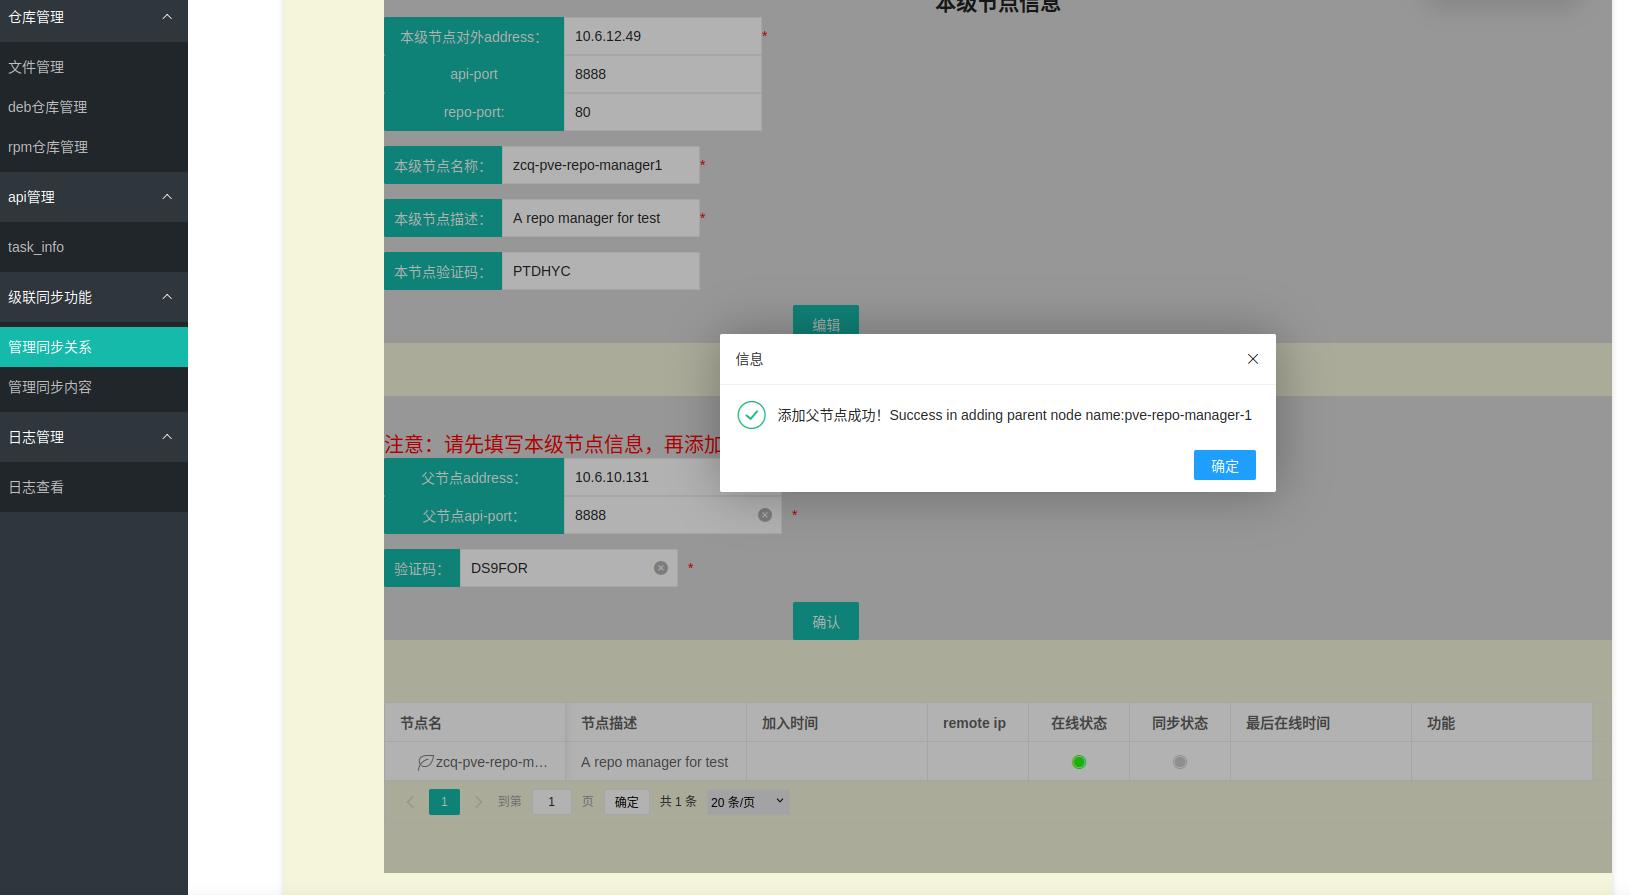 仓库管理
文件管理
deb仓库管理
rpm仓库管理
api管理
task_info
级联同步功能
管理同步关系
管理同步内容
日志管理
日志查看
本级节点信息
本级节点对外address： 10.6.12.49 *
api-port 8888
repo-port: 80
本级节点名称： zcq-pve-repo-manager1 *
本级节点描述： A repo manager for test *
本节点验证码： PTDHYC
编辑
信息
添加父节点成功！Success in adding parent node name:pve-repo-manager-1
确定
注意：请先填写本级节点信息，再添加
父节点address： 10.6.10.131
父节点api-port： 8888 *
验证码： DS9FOR *
确认
节点名 节点描述 加入时间 remote ip 在线状态 同步状态 最后在线时间 功能
zcq-pve-repo-m... A repo manager for test
1 到第 1 页 确定 共 1 条 20 条/页